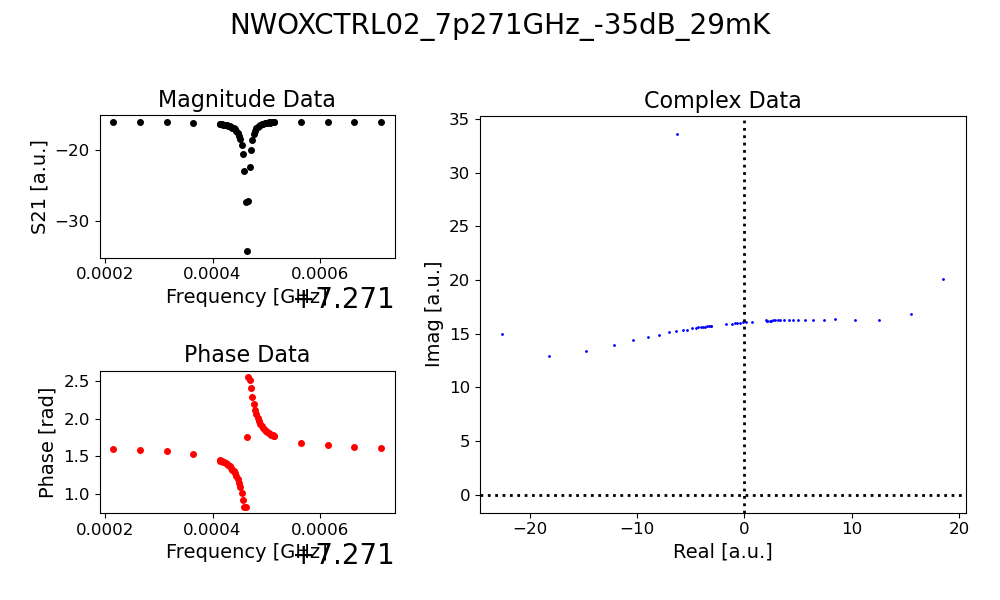 NWOXCTRL02_7p271GHz_-35dB_29mK
Magnitude Data
S21 [a.u.]
−20
−30
0.0002 0.0004 0.0006
Frequency [GHz]
+7.271
Phase Data
Phase [rad]
2.5
2.0
1.5
1.0
0.0002 0.0004 0.0006
Frequency [GHz]
+7.271
Complex Data
Imag [a.u.]
35
30
25
20
15
10
5
0
−20 −10 0 10 20
Real [a.u.]